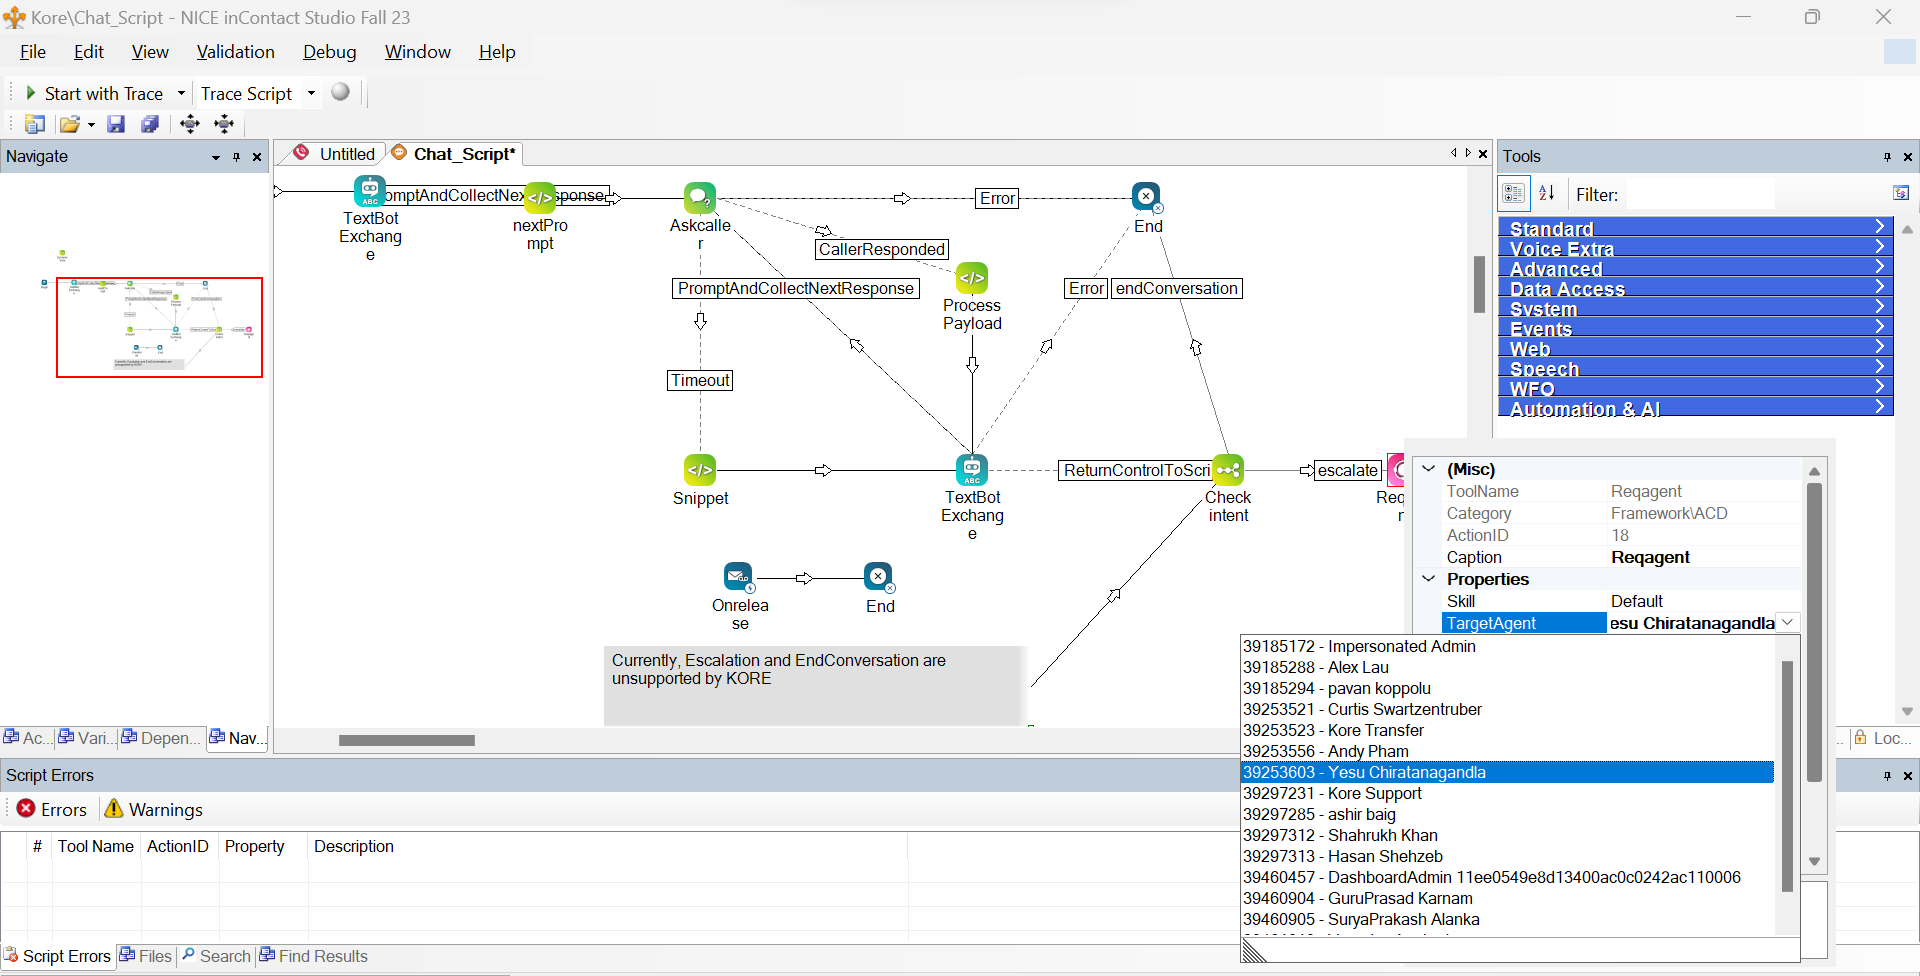 Kore\Chat_Script - NICE inContact Studio Fall 23
File Edit View Validation Debug Window Help
Start with Trace Trace Script
Navigate
Untitled Chat_Script*
Tools
Filter:
Standard
Voice Extra
Advanced
Data Access
System
Events
Web
Speech
WFO
Automation & AI
TextBot
Exchang
e
nextPro
mpt
Askcalle
r
Error
End
CallerResponded
PromptAndCollectNextResponse
Process
Payload
Error
endConversation
Timeout
Snippet
TextBot
Exchang
e
ReturnControlToScri
Check
intent
escalate
Onrelea
se
End
Currently, Escalation and EndConversation are
unsupported by KORE
(Misc)
ToolName Reqagent
Category Framework\ACD
ActionID 18
Caption Reqagent
Properties
Skill Default
TargetAgent esu Chiratanagandla
39185172 - Impersonated Admin
39185288 - Alex Lau
39185294 - pavan koppolu
39253521 - Curtis Swartzentruber
39253523 - Kore Transfer
39253556 - Andy Pham
39253603 - Yesu Chiratanagandla
39297231 - Kore Support
39297285 - ashir baig
39297312 - Shahrukh Khan
39297313 - Hasan Shehzeb
39460457 - DashboardAdmin 11ee0549e8d13400ac0c0242ac110006
39460904 - GuruPrasad Karnam
39460905 - SuryaPrakash Alanka
Ac... Vari... Depen... Nav...
Loc...
Script Errors
Errors Warnings
# Tool Name ActionID Property Description
Script Errors Files Search Find Results